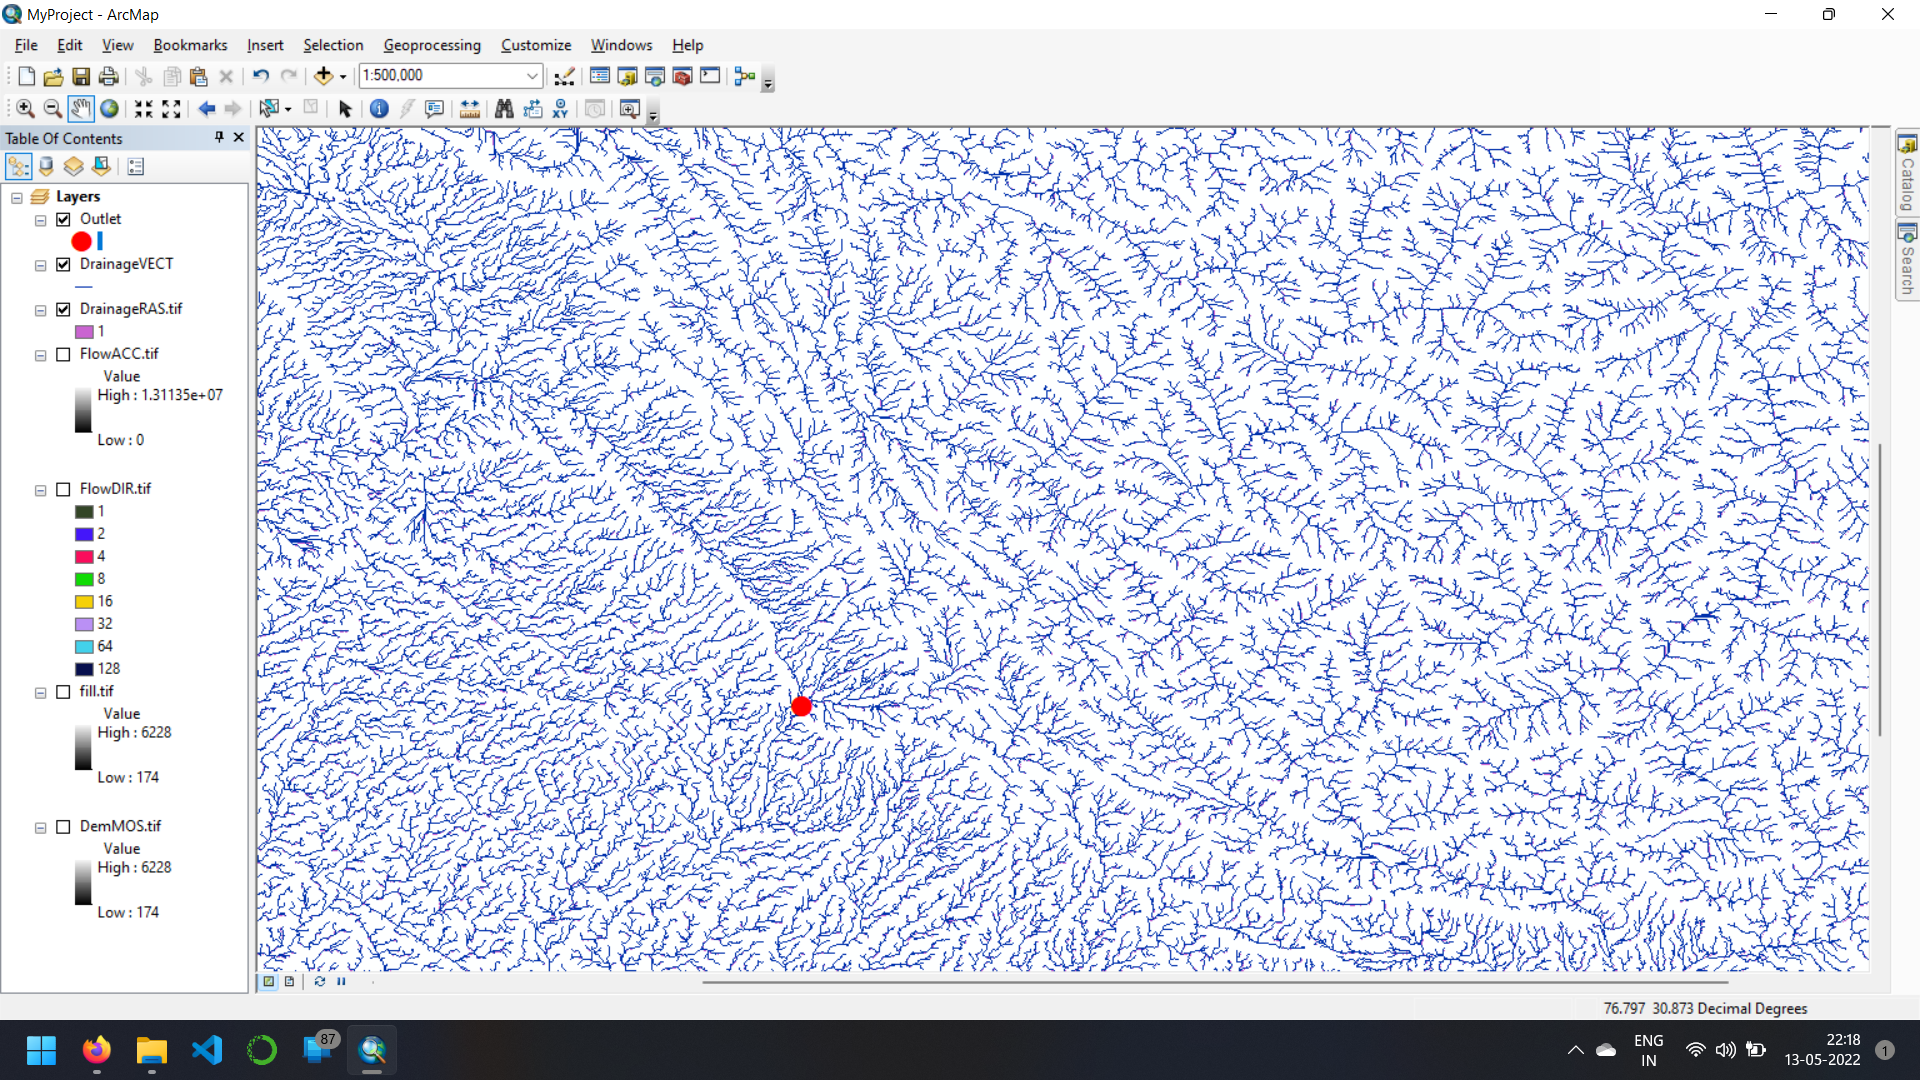 MyProject - ArcMap
File Edit View Bookmarks Insert Selection Geoprocessing Customize Windows Help
1:500,000
XY
Table Of Contents
Layers
Outlet
DrainageVECT
DrainageRAS.tif
1
FlowACC.tif
Value
High : 1.31135e+07
Low : 0
FlowDIR.tif
1
2
4
8
16
32
64
128
fill.tif
Value
High : 6228
Low : 174
DemMOS.tif
Value
High : 6228
Low : 174
Catalog
Search
76.797 30.873 Decimal Degrees
87
ENG
IN
22:18
13-05-2022
1